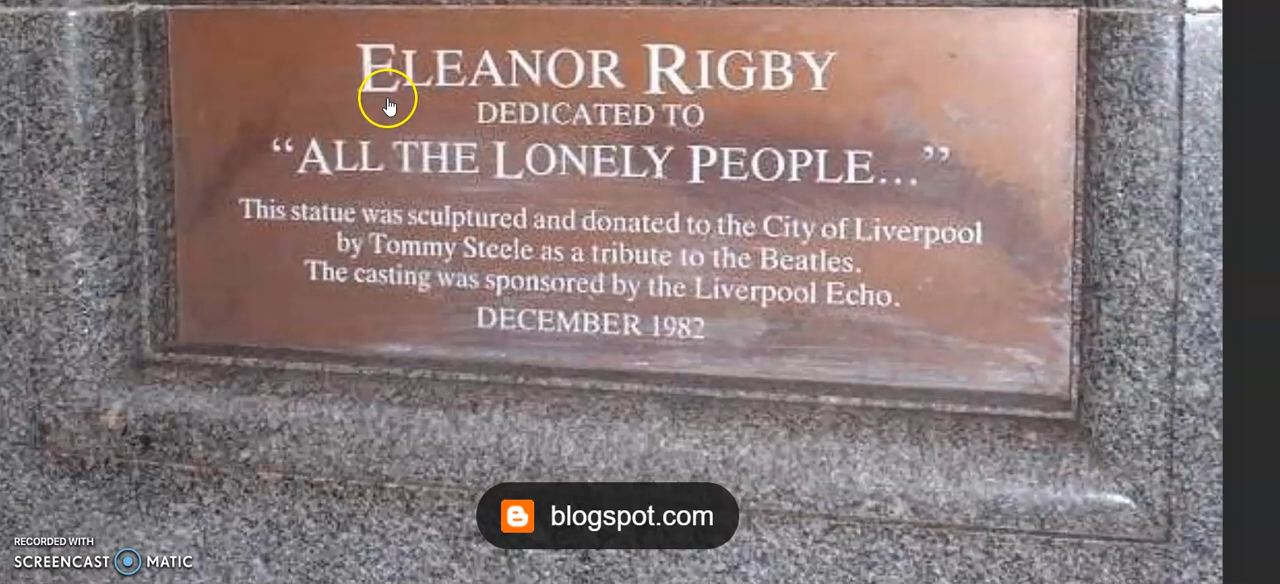 ELEANOR RIGBY
DEDICATED TO
“ALL THE LONELY PEOPLE...”
This statue was sculptured and donated to the City of Liverpool
by Tommy Steele as a tribute to the Beatles.
The casting was sponsored by the Liverpool Echo.
DECEMBER 1982
blogspot.com
RECORDED WITH
SCREENCAST MATIC